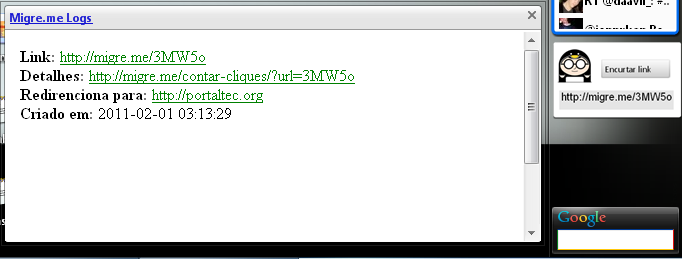 Migre.me Logs
Link: http://migre.me/3MW5o
Detalhes: http://migre.me/contar-cliques/?url=3MW5o
Redirenciona para: http://portaltec.org
Criado em: 2011-02-01 03:13:29
RT @daavii_: #..
Encurtar link
http://migre.me/3MW5o
Google